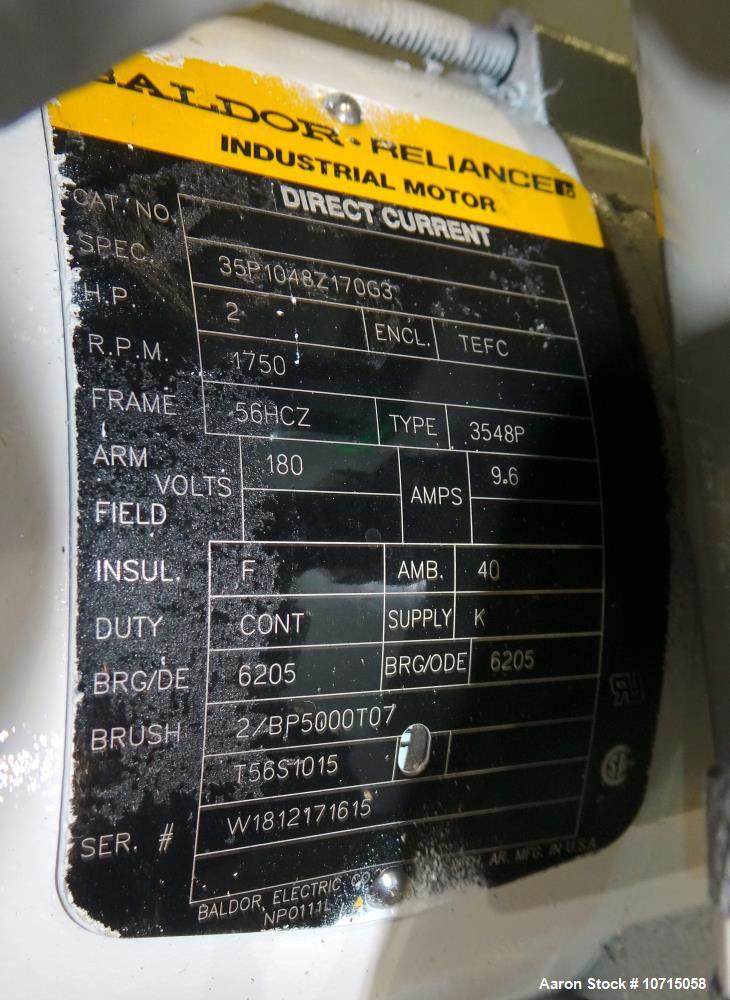 BALDOR • RELIANCE
INDUSTRIAL MOTOR
DIRECT CURRENT
CAT. NO.
SPEC. 35P1048Z170G3
H.P. 2 ENCL. TEFC
R.P.M. 1750
FRAME 56HCZ TYPE 3548P
ARM 180 9.6
VOLTS AMPS
FIELD
INSUL. F AMB. 40
DUTY CONT SUPPLY K
BRG/DE 6205 BRG/ODE 6205
BRUSH 2/BP5000T07
T56S1015
SER. # W1812171615
BALDOR ELECTRIC CO. AR. MFG. IN U.S.A.
NP0111L
Aaron Stock # 10715058